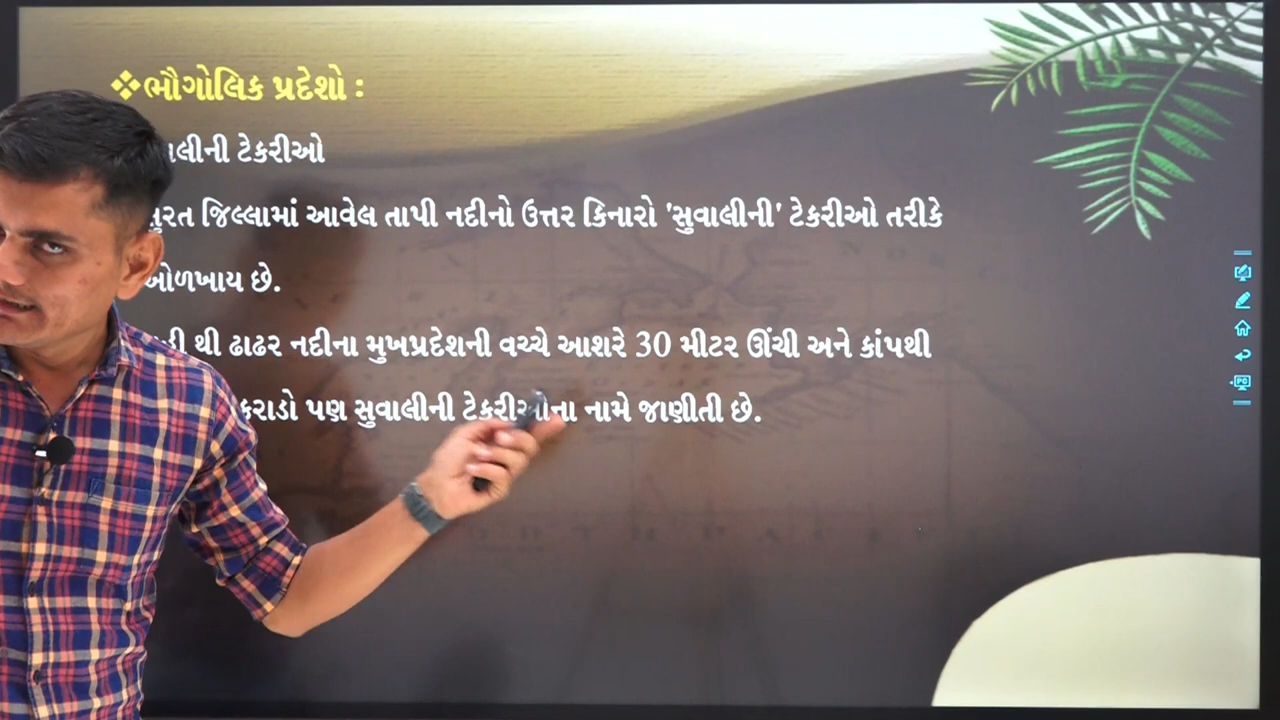 ❖ભૌગોલિક પ્રદેશો :
ટેકરીઓ
જિલ્લામાં આવેલ તાપી નદીનો ઉત્તર કિનારો 'સુવાલીની' ટેકરીઓ તરીકે
ઓળખાય છે.
થી ઢાઢર નદીના મુખપ્રદેશની વચ્ચે આશરે 30 મીટર ઊંચી અને કાંપથી
કરાડો પણ સુવાલીની ટેકરીઓના નામે જાણીતી છે.